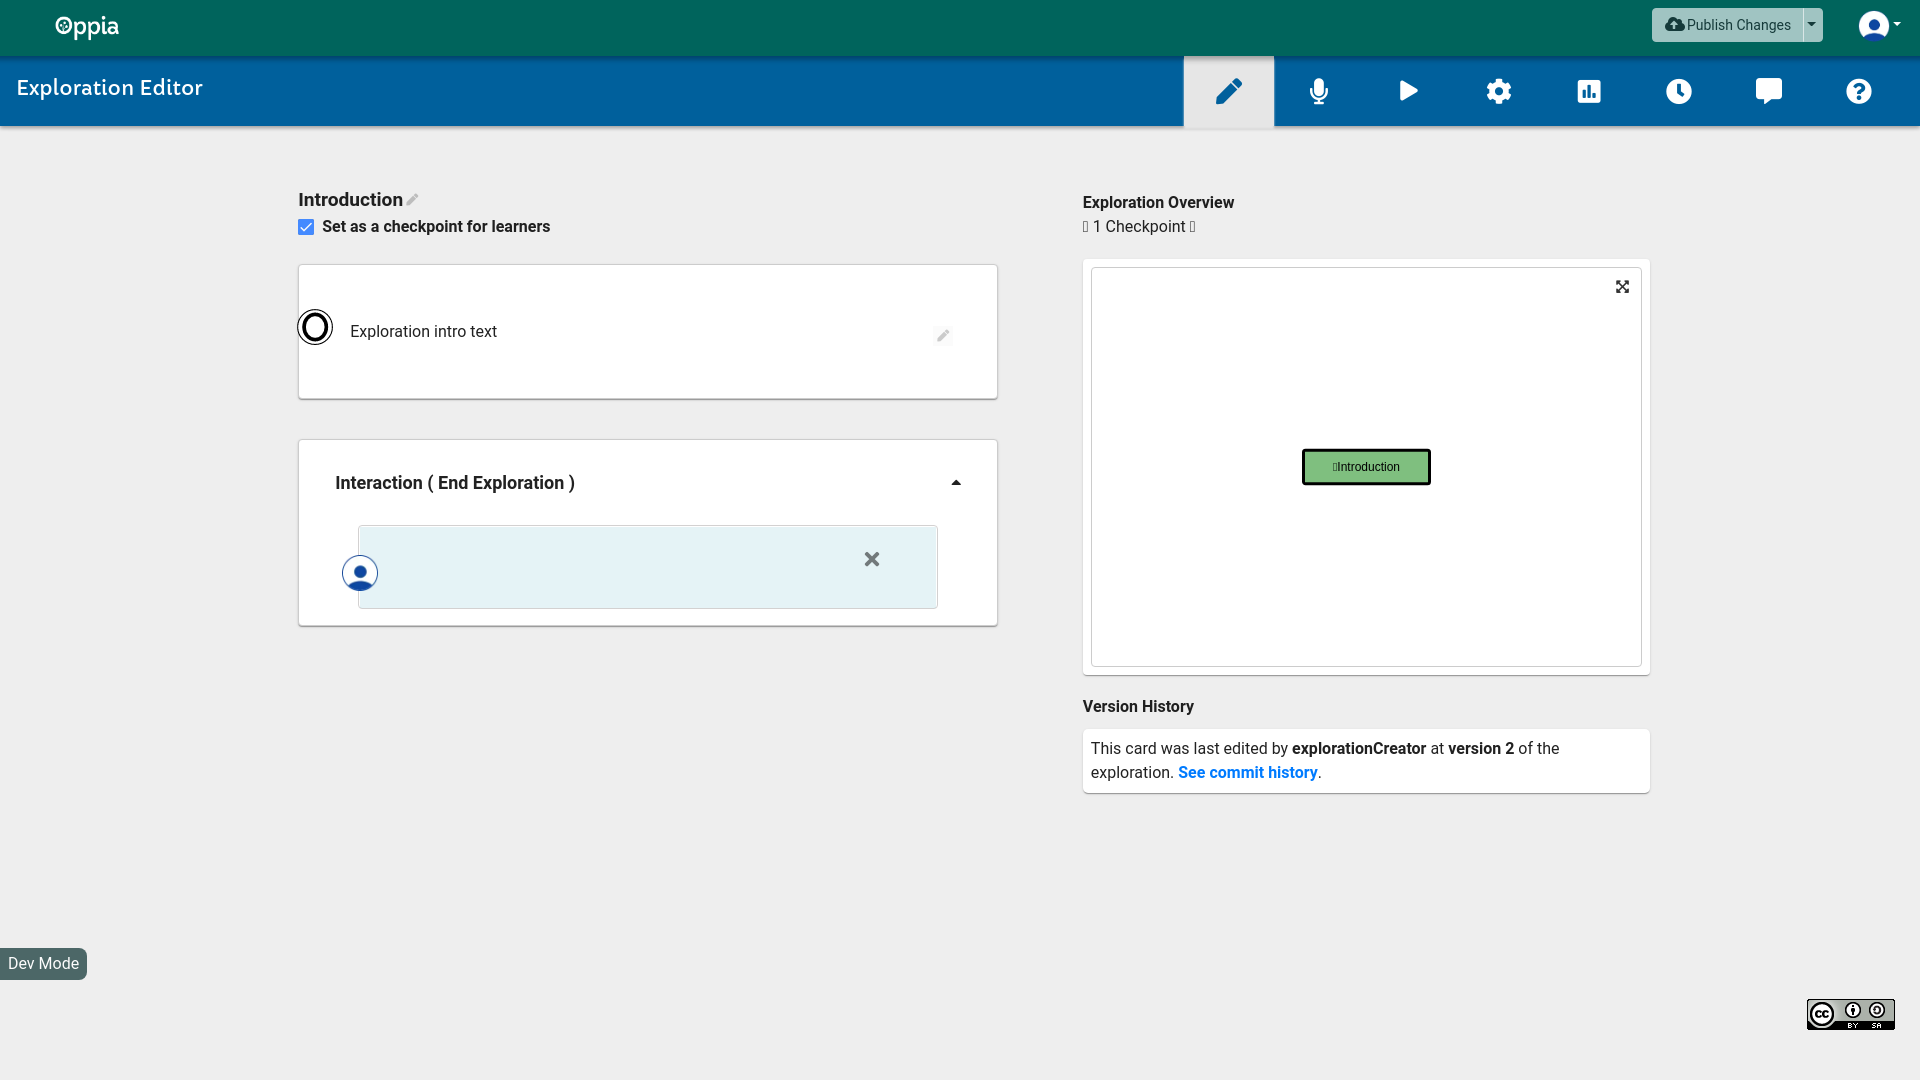 Oppia
Publish Changes
Exploration Editor
Introduction
Set as a checkpoint for learners
Exploration intro text
Interaction ( End Exploration )
Exploration Overview
1 Checkpoint
Introduction
Version History
This card was last edited by explorationCreator at version 2 of the
exploration. See commit history.
Dev Mode
cc
BY SA